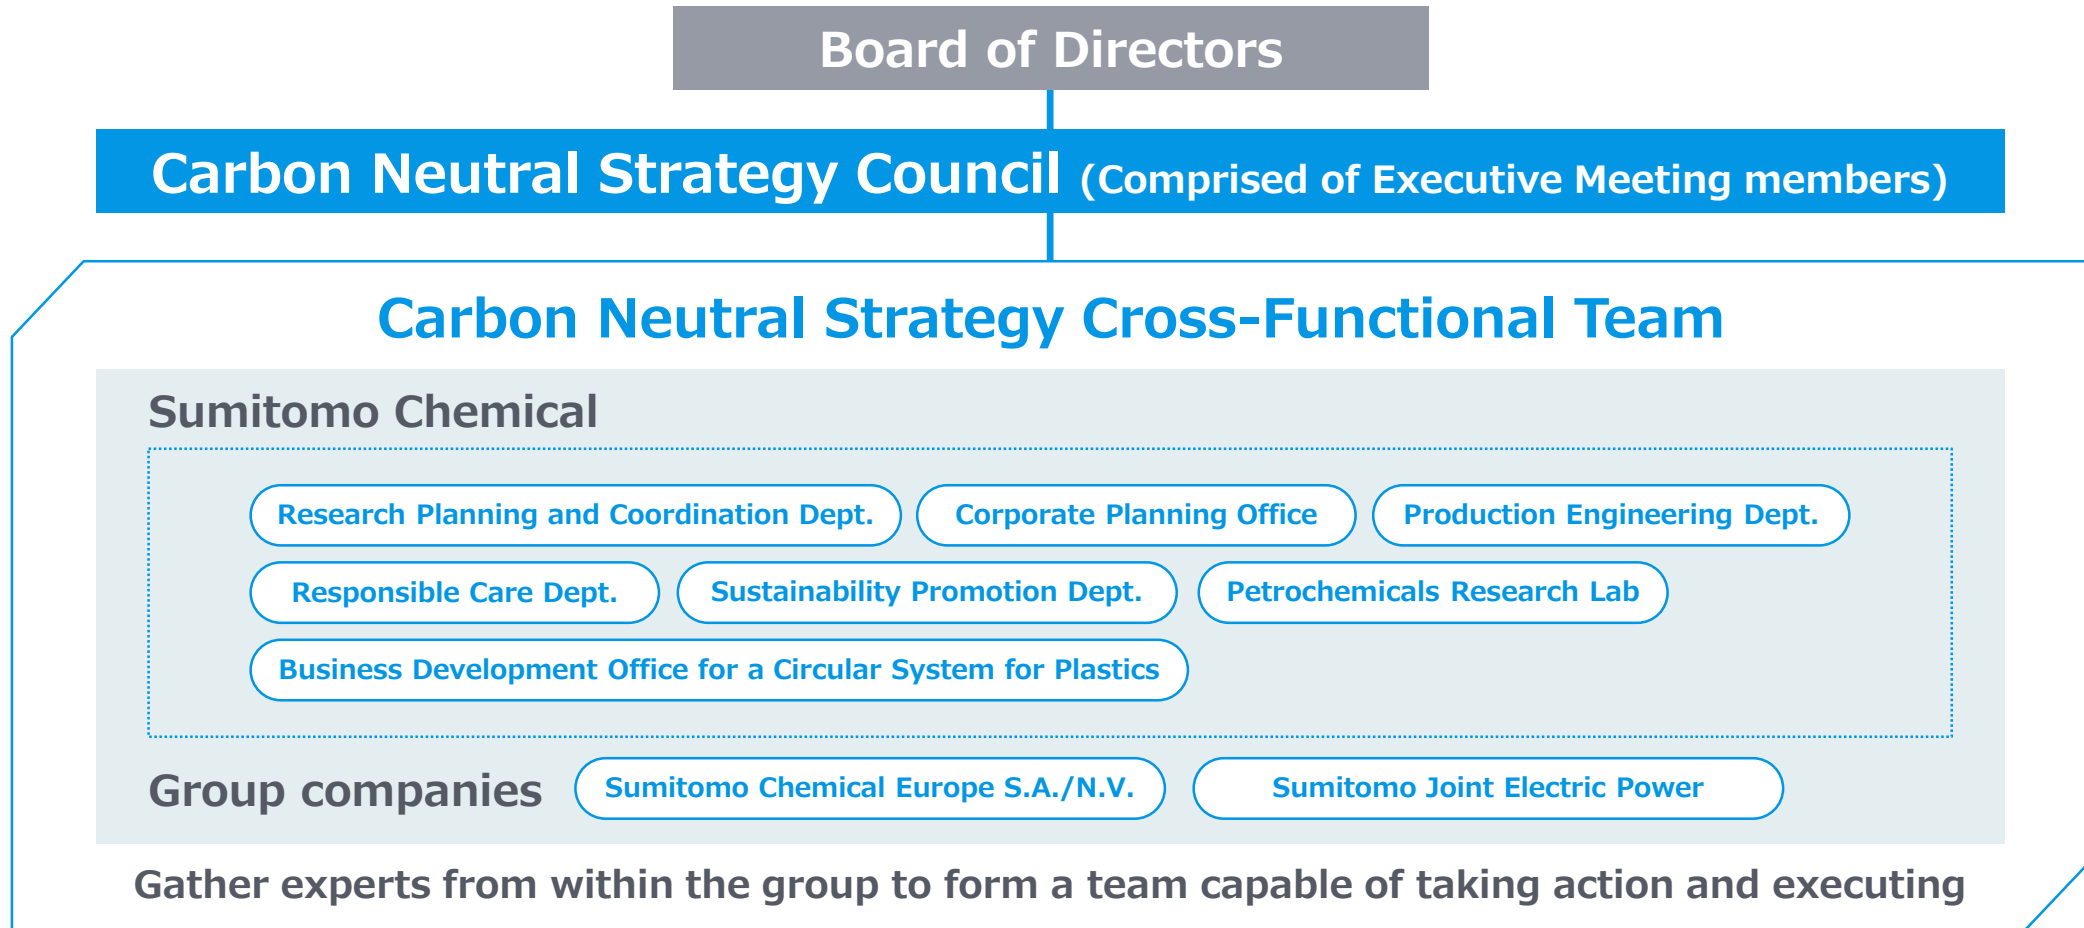 Board of Directors
Carbon Neutral Strategy Council (Comprised of Executive Meeting members)
Carbon Neutral Strategy Cross-Functional Team
Sumitomo Chemical
Research Planning and Coordination Dept.
Corporate Planning Office
Production Engineering Dept.
Responsible Care Dept.
Sustainability Promotion Dept.
Petrochemicals Research Lab
Business Development Office for a Circular System for Plastics
Group companies
Sumitomo Chemical Europe S.A./N.V.
Sumitomo Joint Electric Power
Gather experts from within the group to form a team capable of taking action and executing